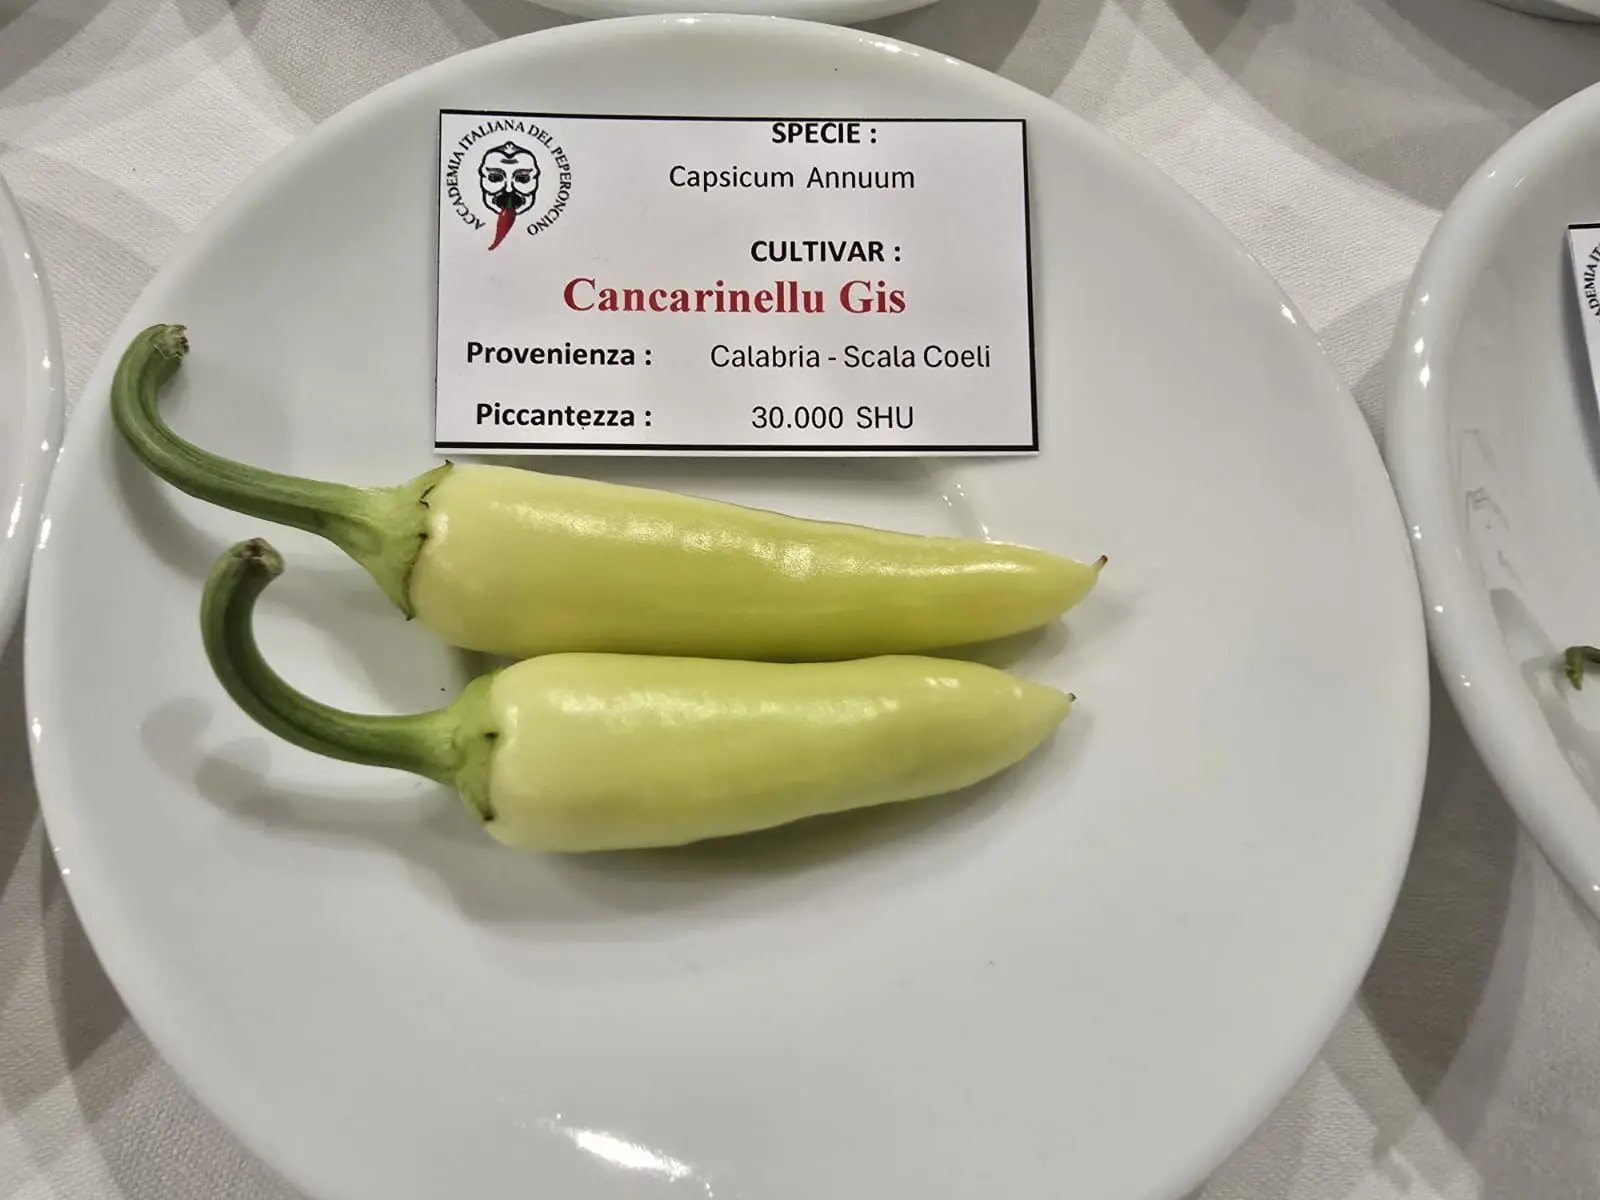 ACCADEMIA ITALIANA DEL PEPERONCINO
SPECIE :
Capsicum Annuum
CULTIVAR :
Cancarinellu Gis
Provenienza : Calabria - Scala Coeli
Piccantezza : 30.000 SHU